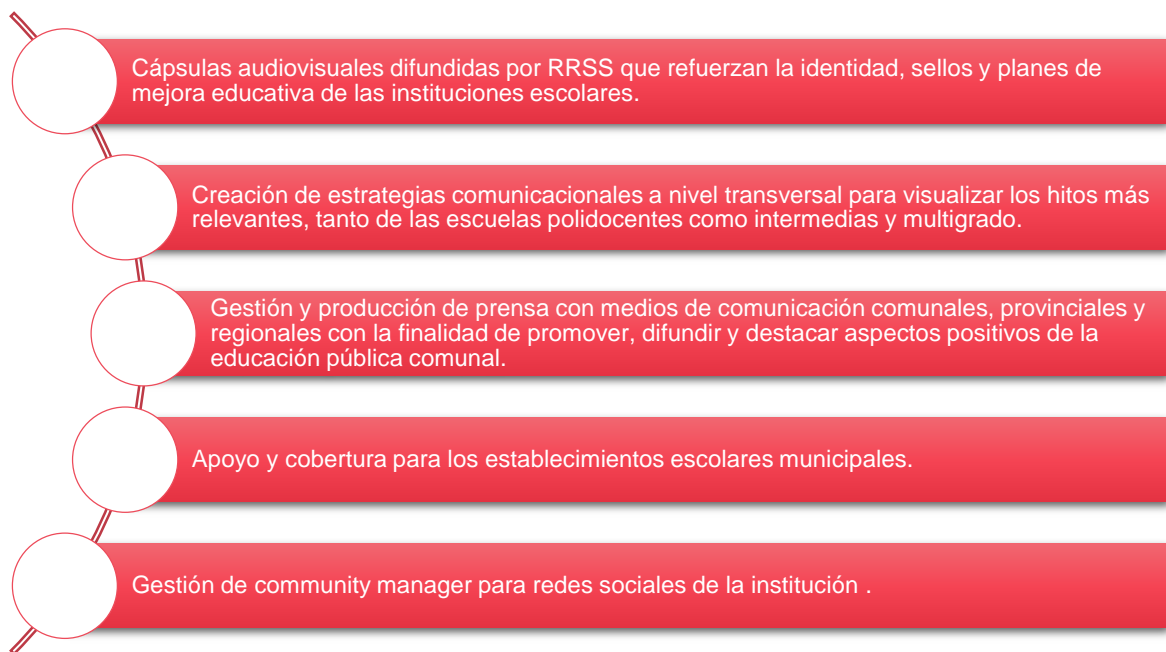 Cápsulas audiovisuales difundidas por RRSS que refuerzan la identidad, sellos y planes de
mejora educativa de las instituciones escolares.
Creación de estrategias comunicacionales a nivel transversal para visualizar los hitos más
relevantes, tanto de las escuelas polidocentes como intermedias y multigrado.
Gestión y producción de prensa con medios de comunicación comunales, provinciales y
regionales con la finalidad de promover, difundir y destacar aspectos positivos de la
educación pública comunal.
Apoyo y cobertura para los establecimientos escolares municipales.
Gestión de community manager para redes sociales de la institución .